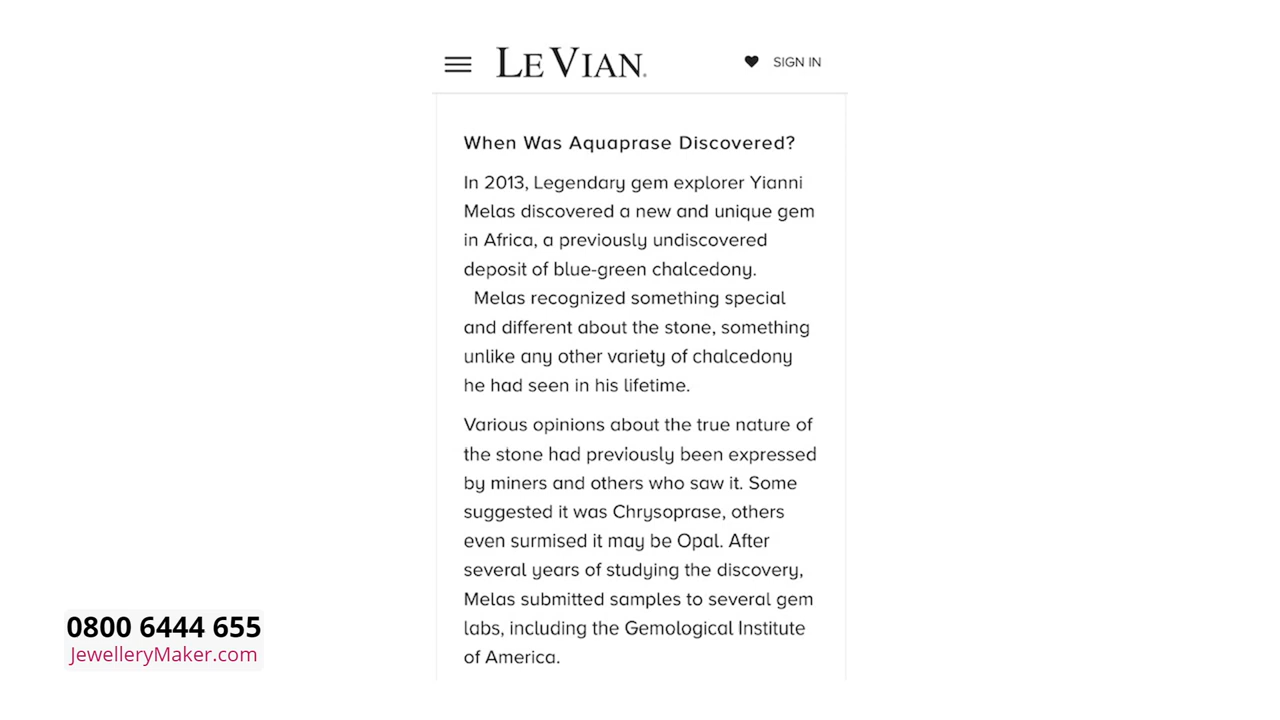 LE VIAN®
SIGN IN
When Was Aquaprase Discovered?
In 2013, Legendary gem explorer Yianni
Melas discovered a new and unique gem
in Africa, a previously undiscovered
deposit of blue-green chalcedony.
Melas recognized something special
and different about the stone, something
unlike any other variety of chalcedony
he had seen in his lifetime.
Various opinions about the true nature of
the stone had previously been expressed
by miners and others who saw it. Some
suggested it was Chrysoprase, others
even surmised it may be Opal. After
several years of studying the discovery,
Melas submitted samples to several gem
labs, including the Gemological Institute
of America.
0800 6444 655
JewelleryMaker.com